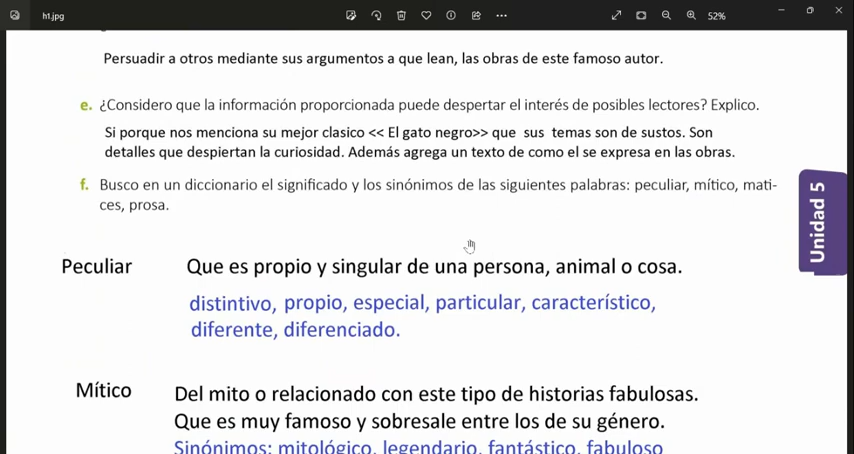 h1.jpg
52%
Persuadir a otros mediante sus argumentos a que lean, las obras de este famoso autor.
e. ¿Considero que la información proporcionada puede despertar el interés de posibles lectores? Explico.
Si porque nos menciona su mejor clasico << El gato negro>> que sus temas son de sustos. Son
detalles que despiertan la curiosidad. Además agrega un texto de como el se expresa en las obras.
f. Busco en un diccionario el significado y los sinónimos de las siguientes palabras: peculiar, mítico, mati-
ces, prosa.
Unidad 5
Peculiar Que es propio y singular de una persona, animal o cosa.
distintivo, propio, especial, particular, característico,
diferente, diferenciado.
Mítico Del mito o relacionado con este tipo de historias fabulosas.
Que es muy famoso y sobresale entre los de su género.
Sinónimos: mitológico, legendario, fantástico, fabuloso